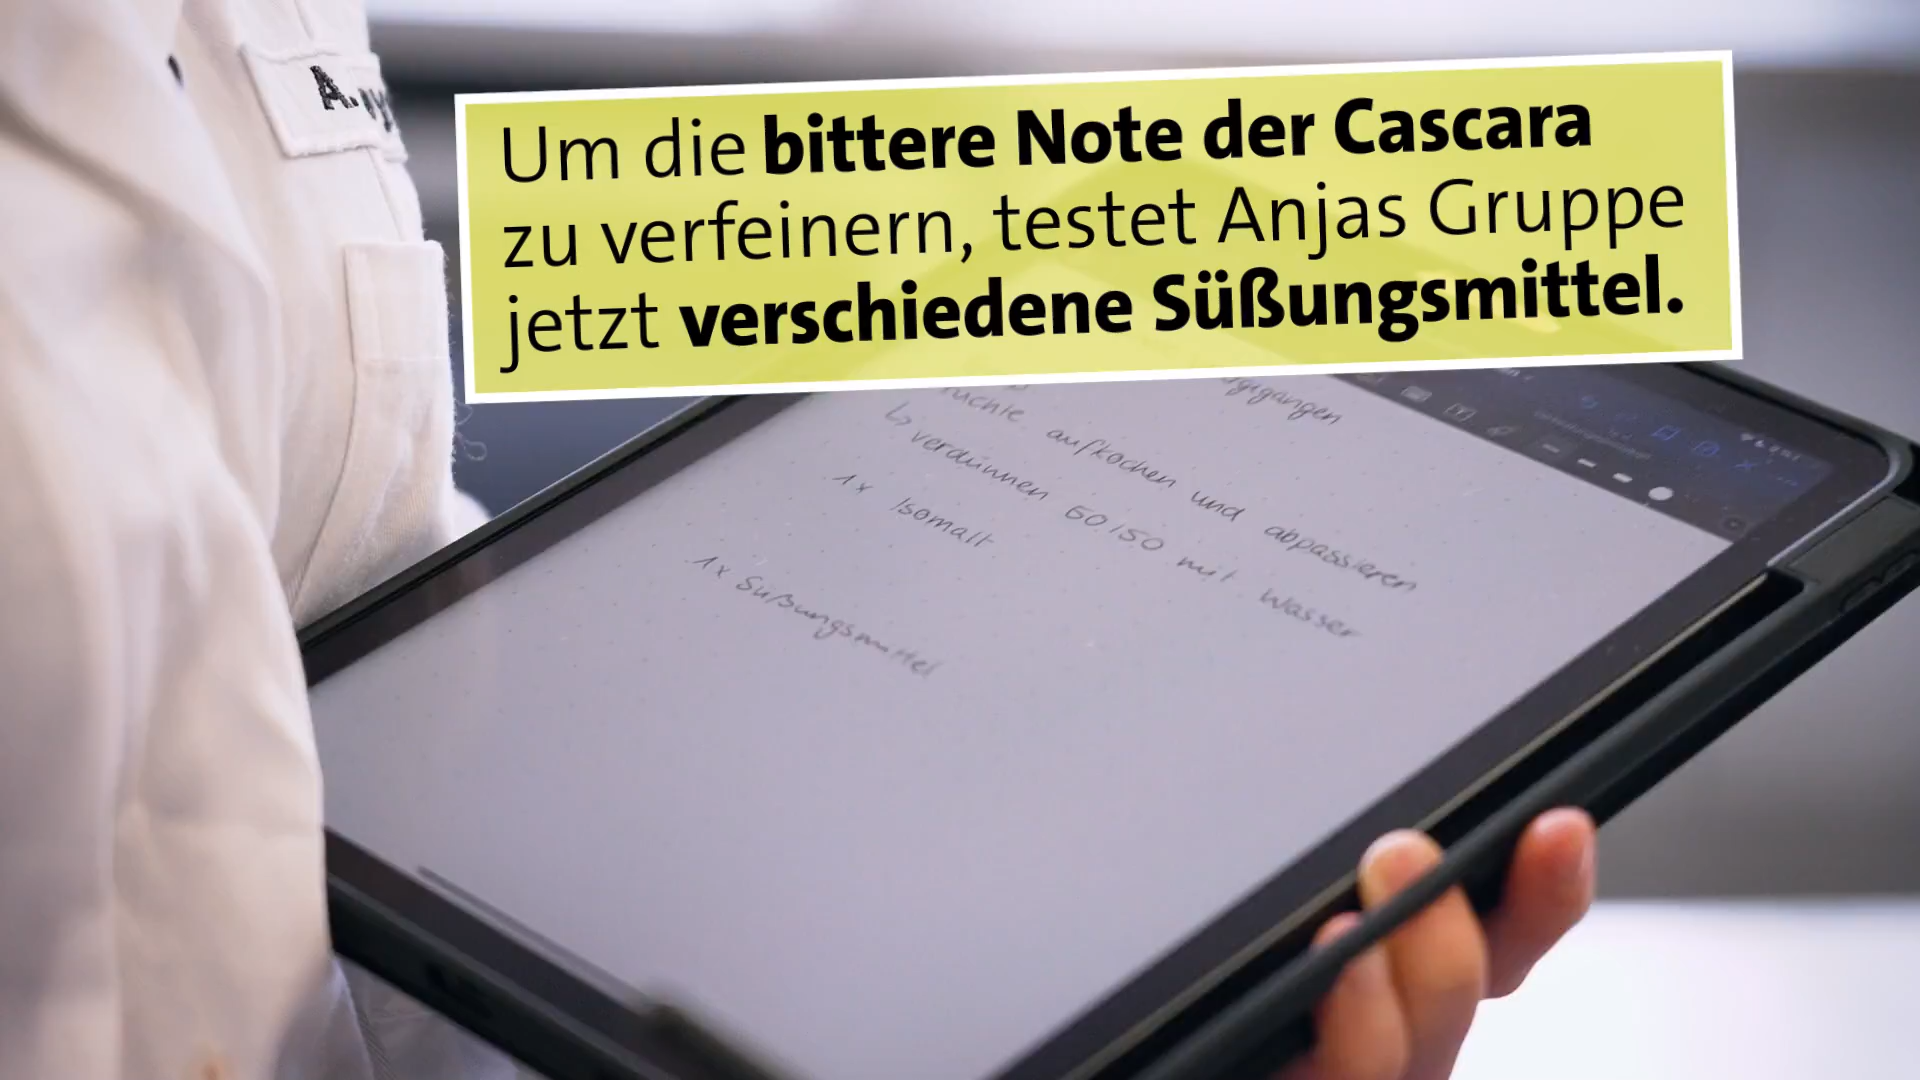 Um die bittere Note der Cascara
zu verfeinern, testet Anjas Gruppe
jetzt verschiedene Süßungsmittel.
A.
aufkochen und abpassieren
↳ verdünnen 50/50 mit Wasser
1x Isomalt
1x Süßungsmittel